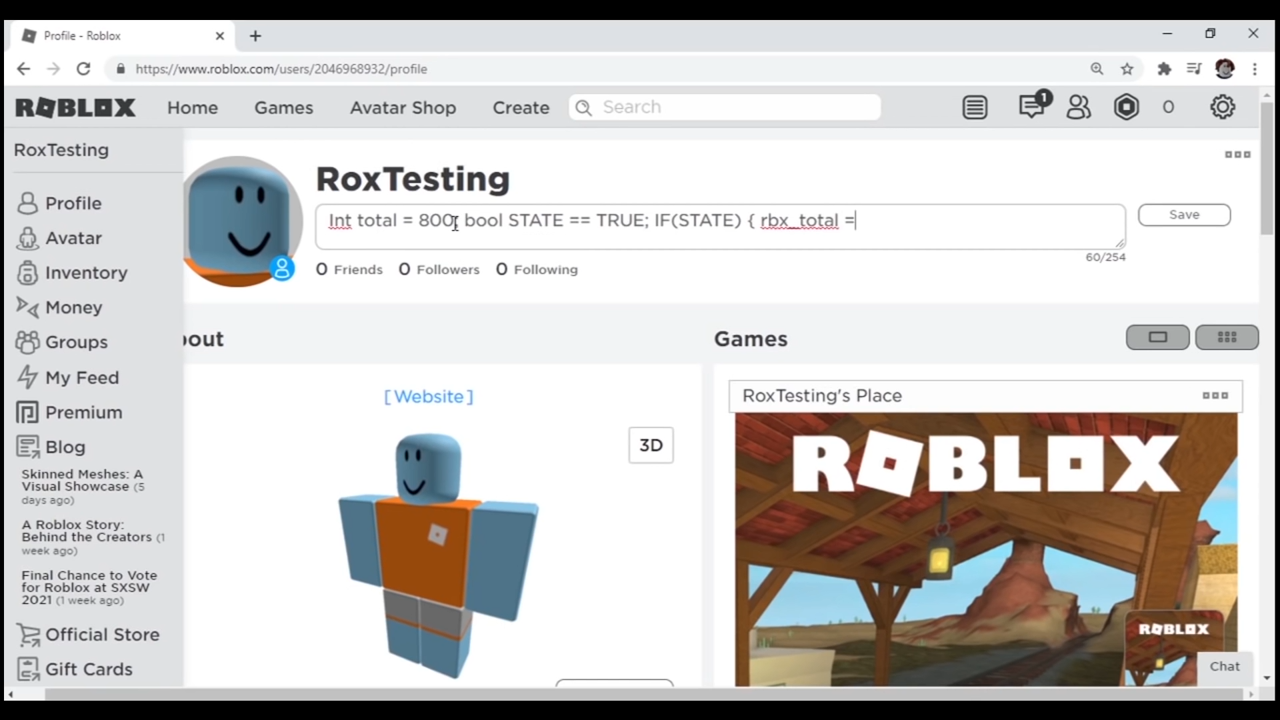 Profile - Roblox
https://www.roblox.com/users/2046968932/profile
ROBLOX Home Games Avatar Shop Create Search 1 0
RoxTesting
Profile
Avatar
Inventory
Money
Groups
My Feed
Premium
Blog
Skinned Meshes: A
Visual Showcase (5
days ago)
A Roblox Story:
Behind the Creators (1
week ago)
Final Chance to Vote
for Roblox at SXSW
2021 (1 week ago)
Official Store
Gift Cards
RoxTesting
Int total = 800; bool STATE == TRUE; IF(STATE) { rbx_total =
Save
60/254
0 Friends 0 Followers 0 Following
bout
[ Website ]
3D
Games
RoxTesting's Place
ROBLOX
ROBLOX
Chat